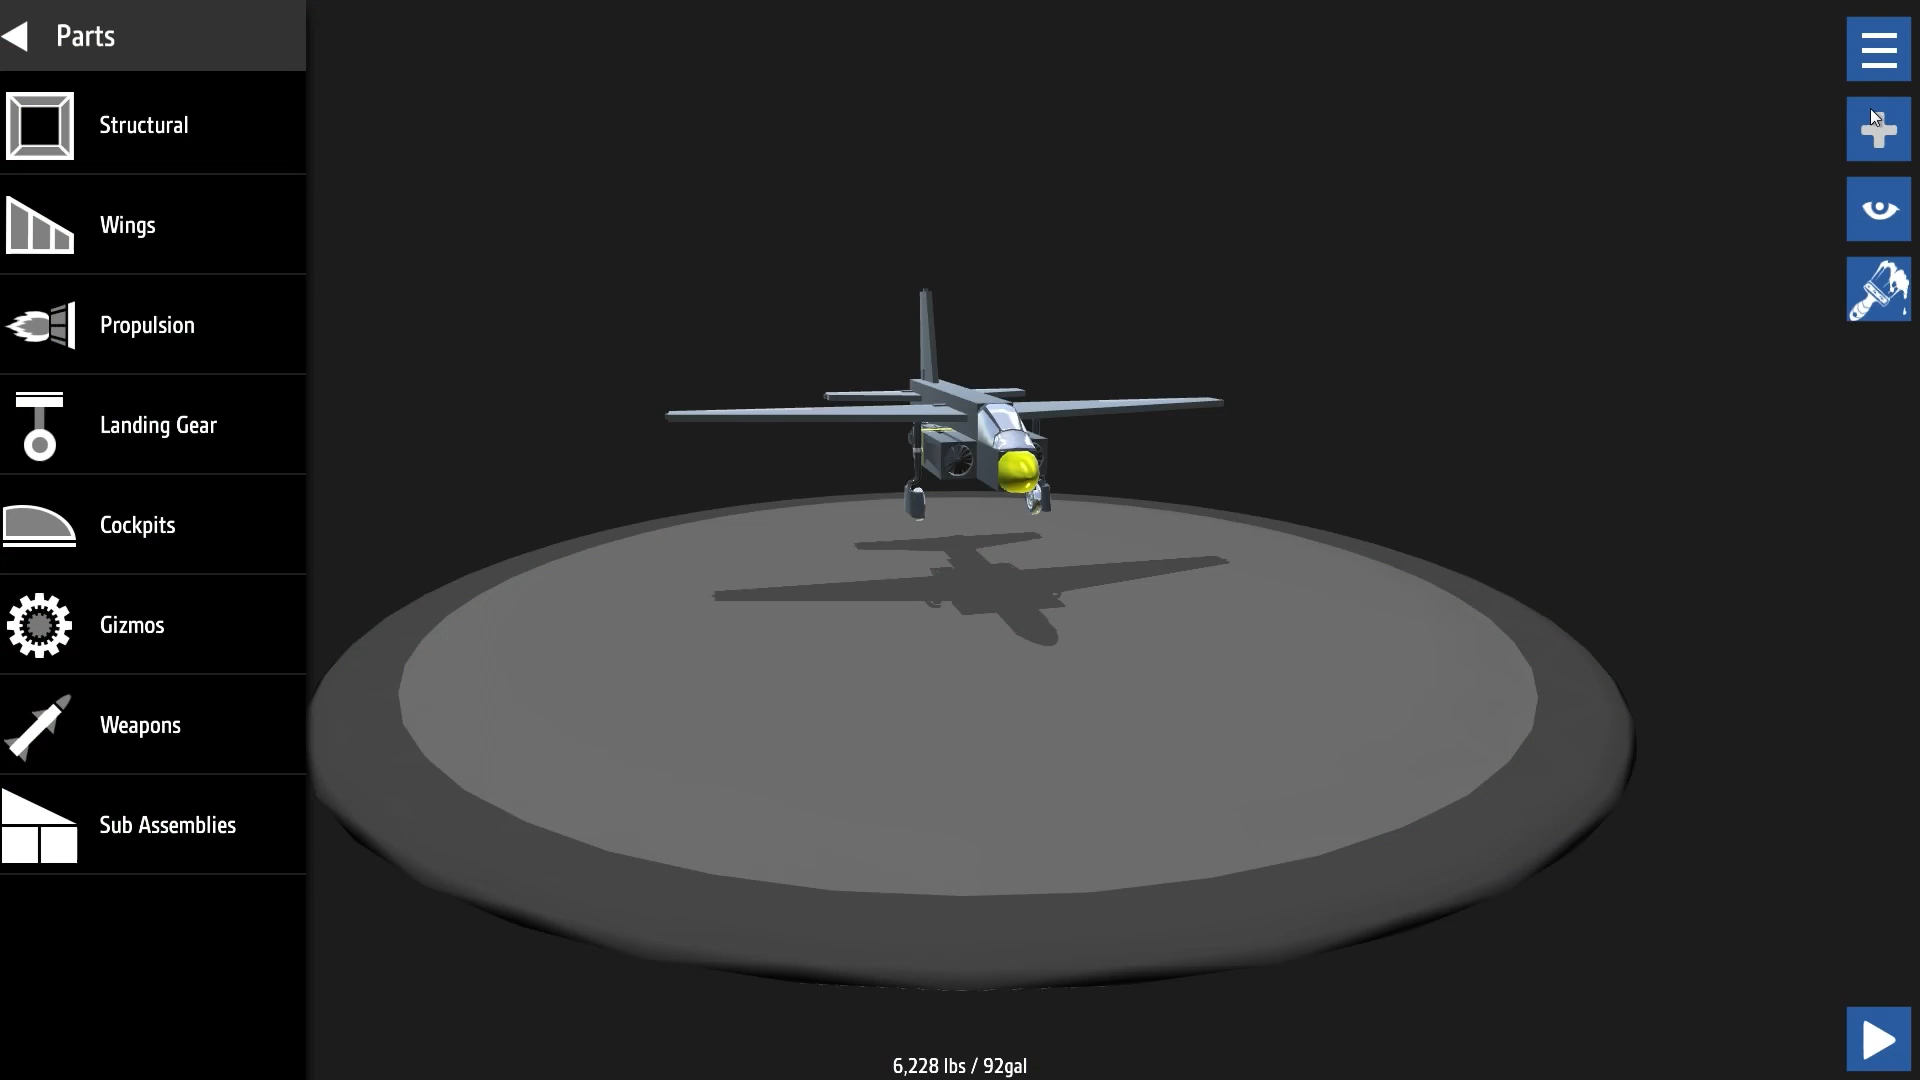 Parts
Structural
Wings
Propulsion
Landing Gear
Cockpits
Gizmos
Weapons
Sub Assemblies
6,228 lbs / 92gal